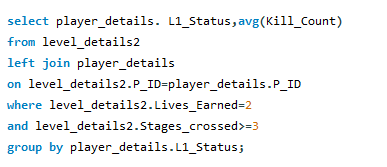 select player_details. L1_Status,avg(Kill_Count)
from level_details2
left join player_details
on level_details2.P_ID=player_details.P_ID
where level_details2.Lives_Earned=2
and level_details2.Stages_crossed>=3
group by player_details.L1_Status;